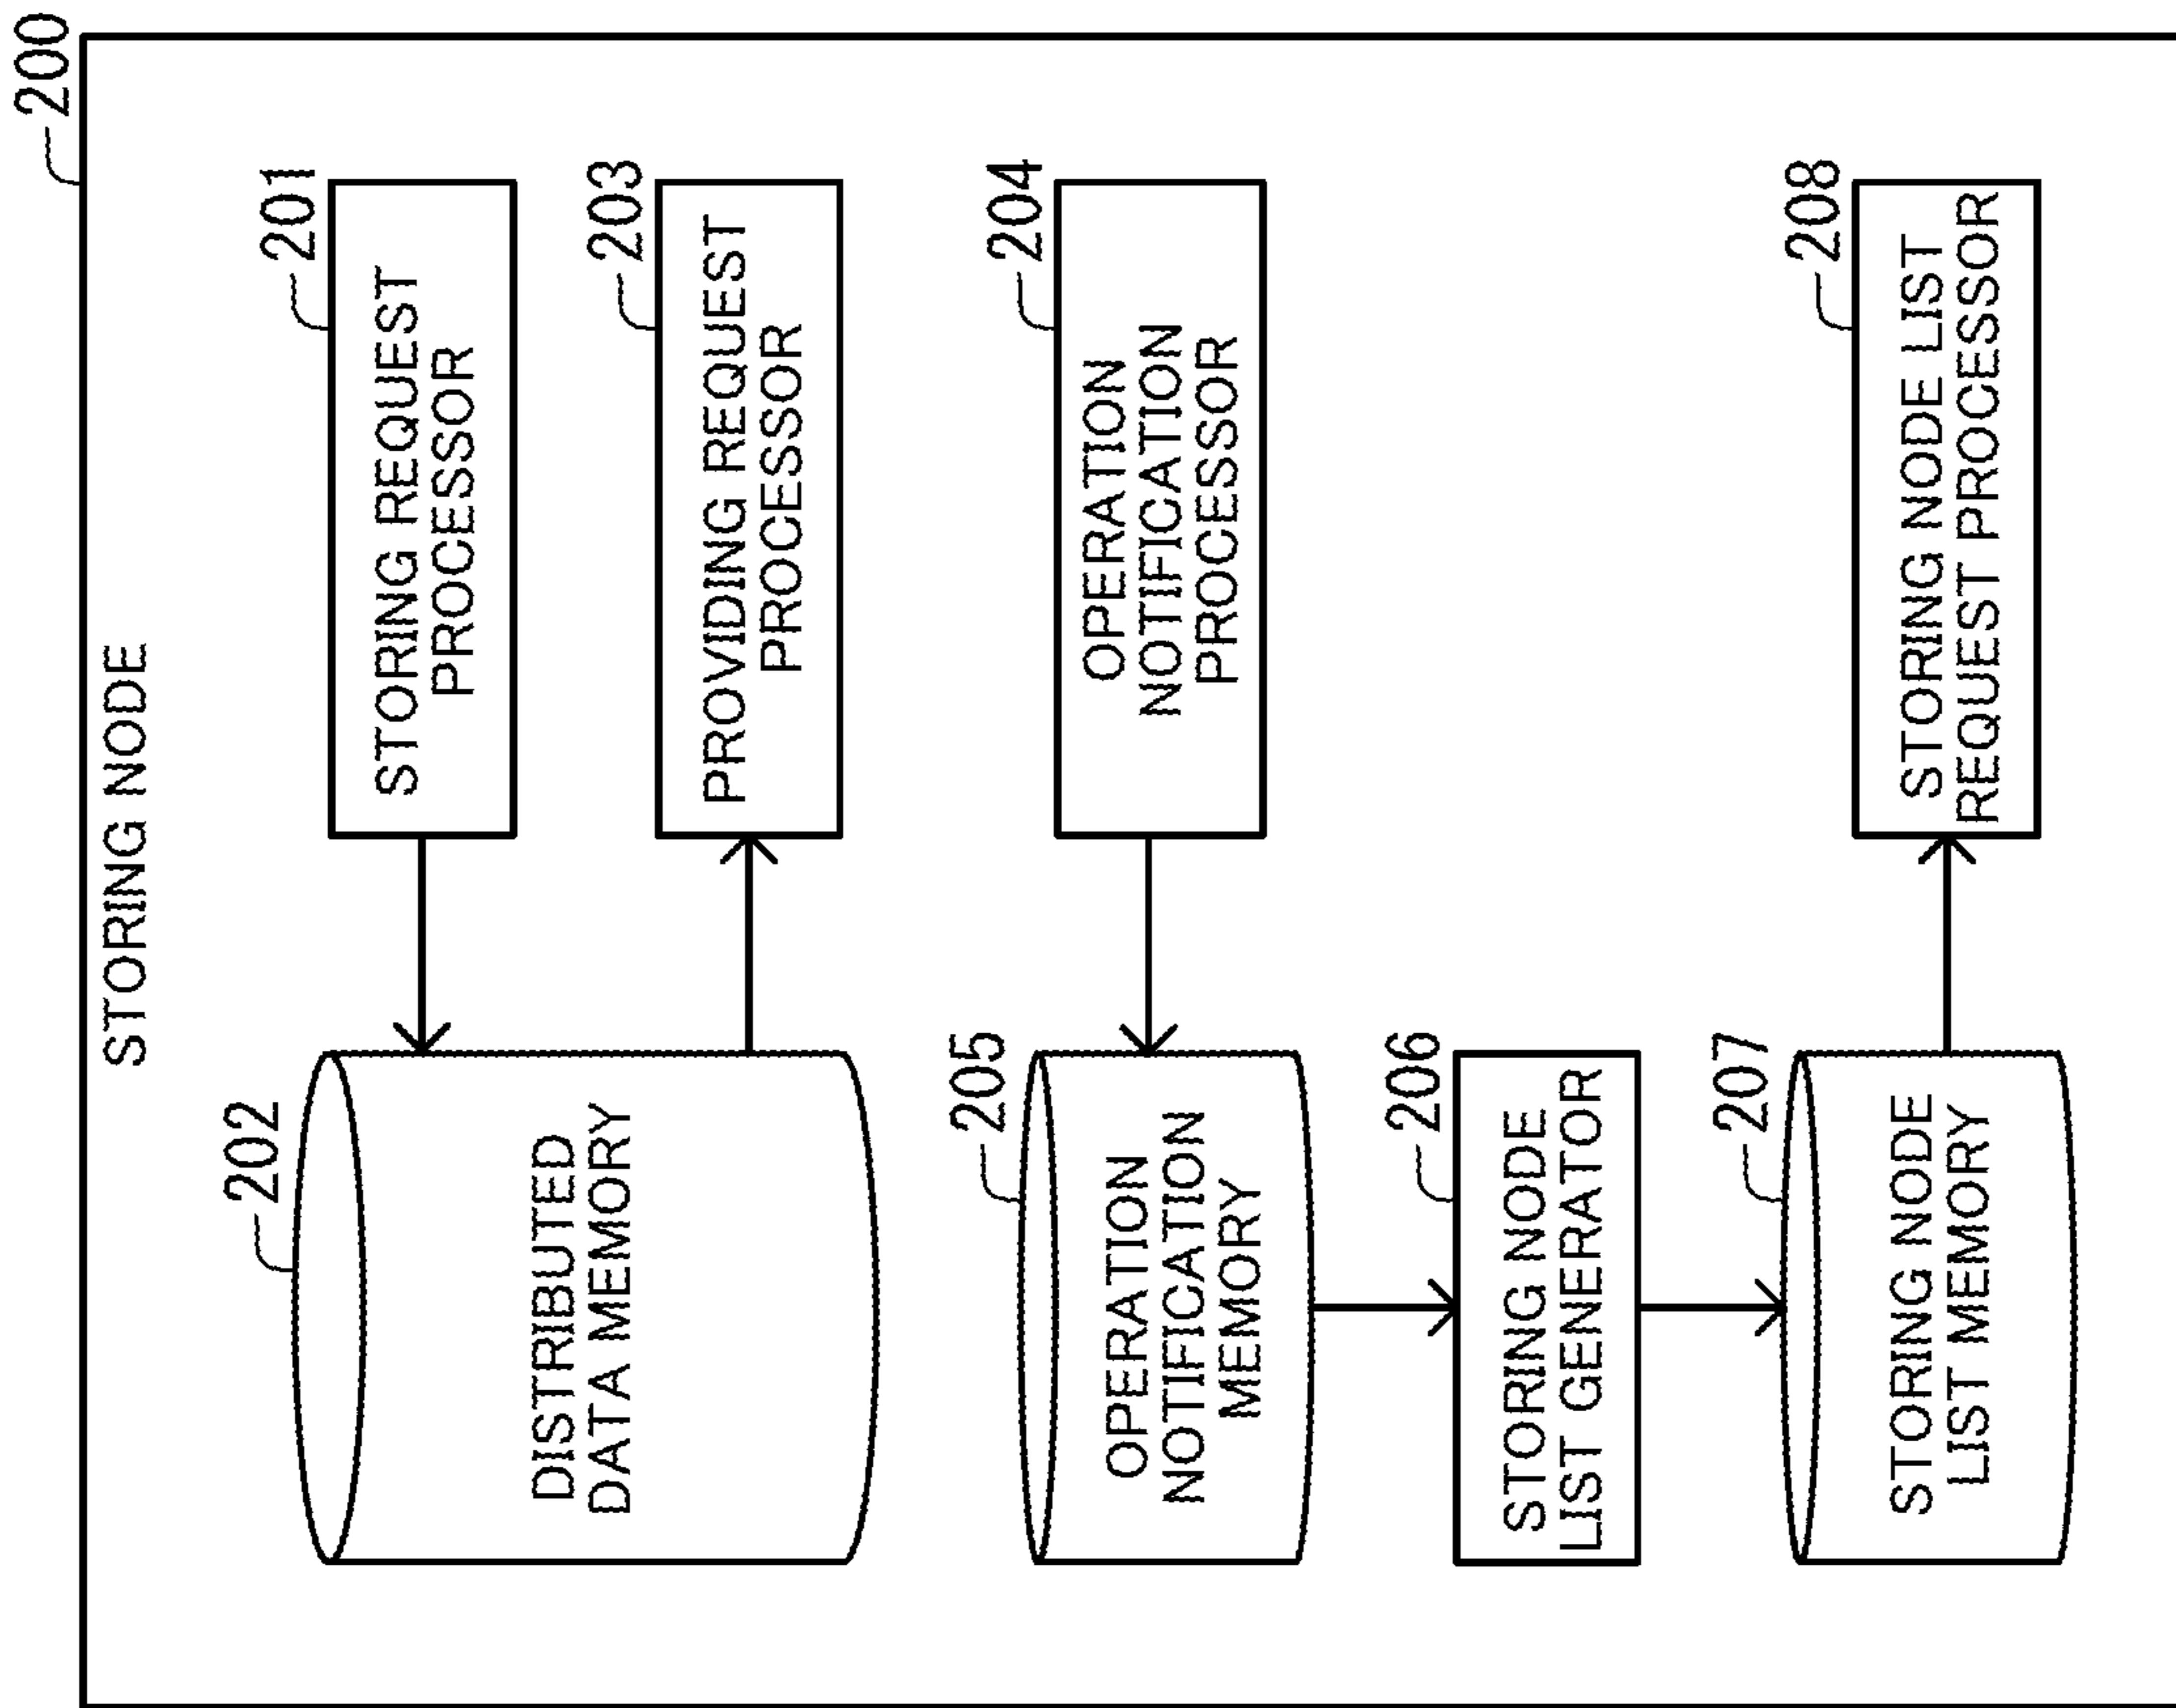 200
STORING NODE
201
STORING REQUEST
PROCESSOR
202
DISTRIBUTED
DATA MEMORY
203
PROVIDING REQUEST
PROCESSOR
204
OPERATION
NOTIFICATION
PROCESSOR
205
OPERATION
NOTIFICATION
MEMORY
206
STORING NODE
LIST GENERATOR
207
STORING NODE
LIST MEMORY
208
STORING NODE LIST
REQUEST PROCESSOR